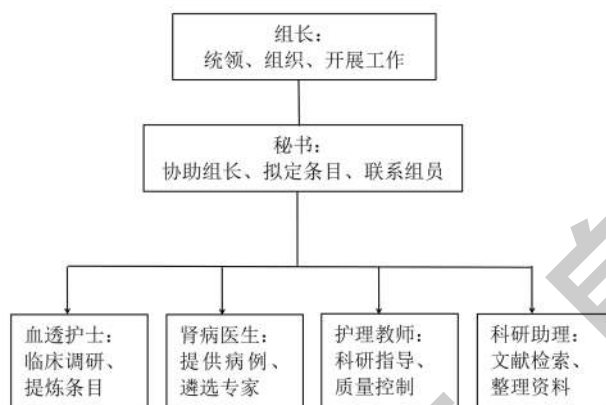 组长：
统领、组织、开展工作
秘书：
协助组长、拟定条目、联系组员
血透护士：
临床调研、
提炼条目
肾病医生：
提供病例、
遴选专家
护理教师：
科研指导、
质量控制
科研助理：
文献检索、
整理资料